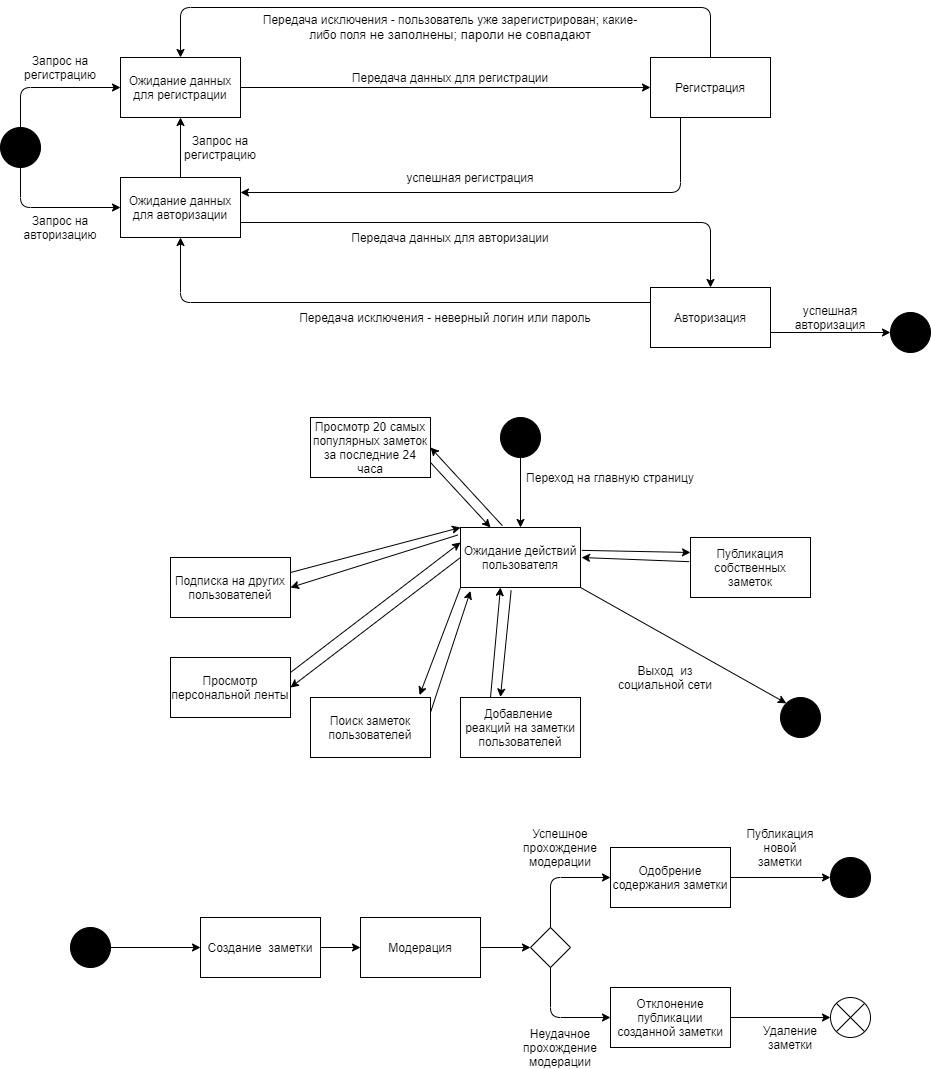 Передача исключения - пользователь уже зарегистрирован; какие-
либо поля не заполнены; пароли не совпадают
Запрос на
регистрацию
Ожидание данных
для регистрации
Передача данных для регистрации
Регистрация
Запрос на
регистрацию
успешная регистрация
Ожидание данных
для авторизации
Запрос на
авторизацию
Передача данных для авторизации
Передача исключения - неверный логин или пароль
Авторизация
успешная
авторизация
Просмотр 20 самых
популярных заметок
за последние 24
часа
Переход на главную страницу
Ожидание действий
пользователя
Публикация
собственных
заметок
Подписка на других
пользователей
Просмотр
персональной ленты
Выход  из
социальной сети
Поиск заметок
пользователей
Добавление
реакций на заметки
пользователей
Успешное
прохождение
модерации
Публикация
новой
заметки
Одобрение
содержания заметки
Создание  заметки
Модерация
Отклонение
публикации
созданной заметки
Неудачное
прохождение
модерации
Удаление
заметки